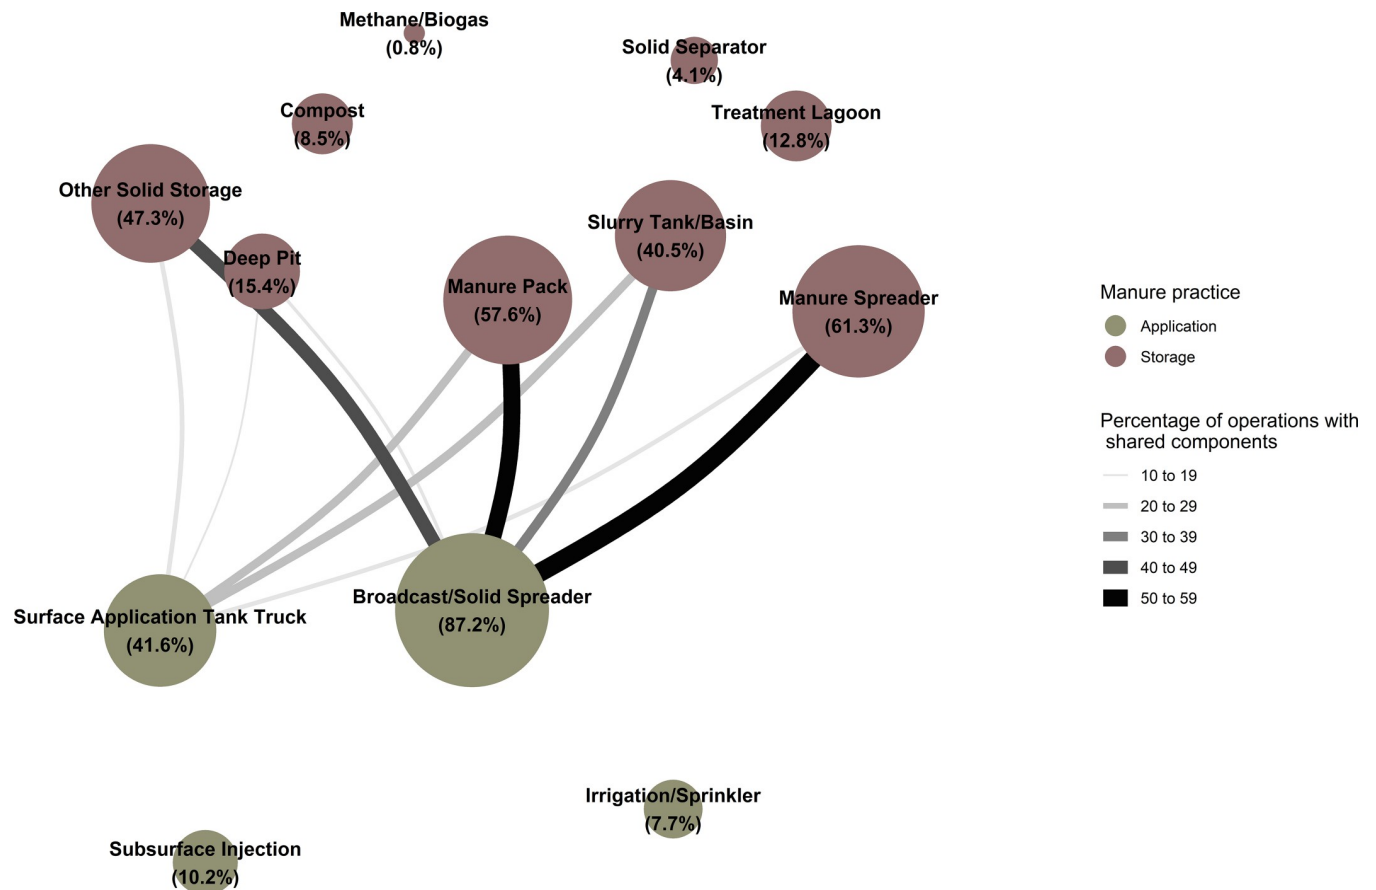 Methane/Biogas
(0.8%)
Solid Separator
(4.1%)
Compost
(8.5%)
Treatment Lagoon
(12.8%)
Other Solid Storage
(47.3%)
Slurry Tank/Basin
(40.5%)
Deep Pit
(15.4%)
Manure Pack
(57.6%)
Manure Spreader
(61.3%)
Surface Application Tank Truck
(41.6%)
Broadcast/Solid Spreader
(87.2%)
Irrigation/Sprinkler
(7.7%)
Subsurface Injection
(10.2%)
Manure practice
Application
Storage
Percentage of operations with
shared components
10 to 19
20 to 29
30 to 39
40 to 49
50 to 59